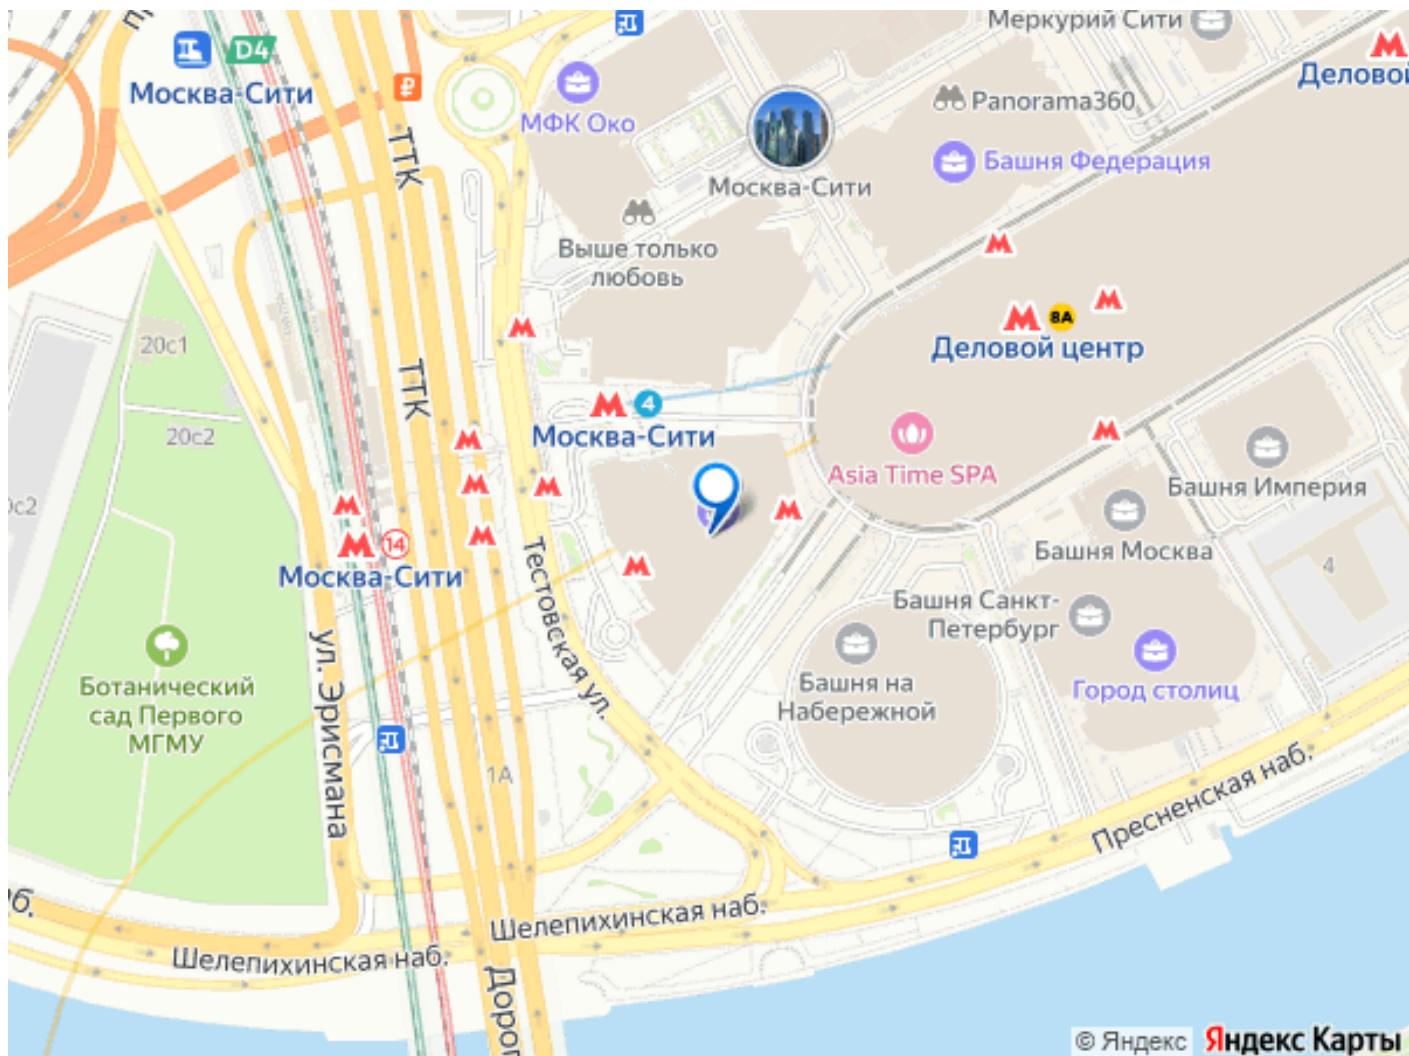 Меркурий Сити
D4
Москва-Сити
₽
Деловой
МФК Око
Panorama360
Башня Федерация
Москва-Сити
ТТК
Выше только
любовь
М
М
М
8А
Деловой центр
20с1
ТТК
М
4
Москва-Сити
20с2
Asia Time SPA
Башня Империя
0с2
14
Москва-Сити
Башня Москва
4
Тестовская ул.
Башня Санкт-
Петербург
ул. Эрисмана
Ботанический
сад Первого
МГМУ
Башня на
Набережной
Город столиц
1А
Пресненская наб.
об.
Шелепихинская наб.
Шелепихинская наб.
Дорог
© Яндекс
Яндекс Карты